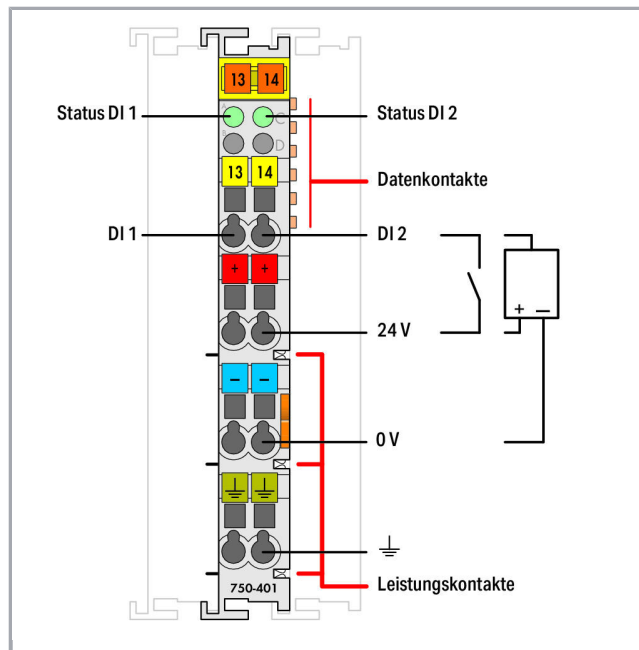 13 14
Status DI 1
A C
Status DI 2
D
13 14
Datenkontakte
DI 1
DI 2
+ +
24 V
+ −
− −
0 V
750-401
Leistungskontakte